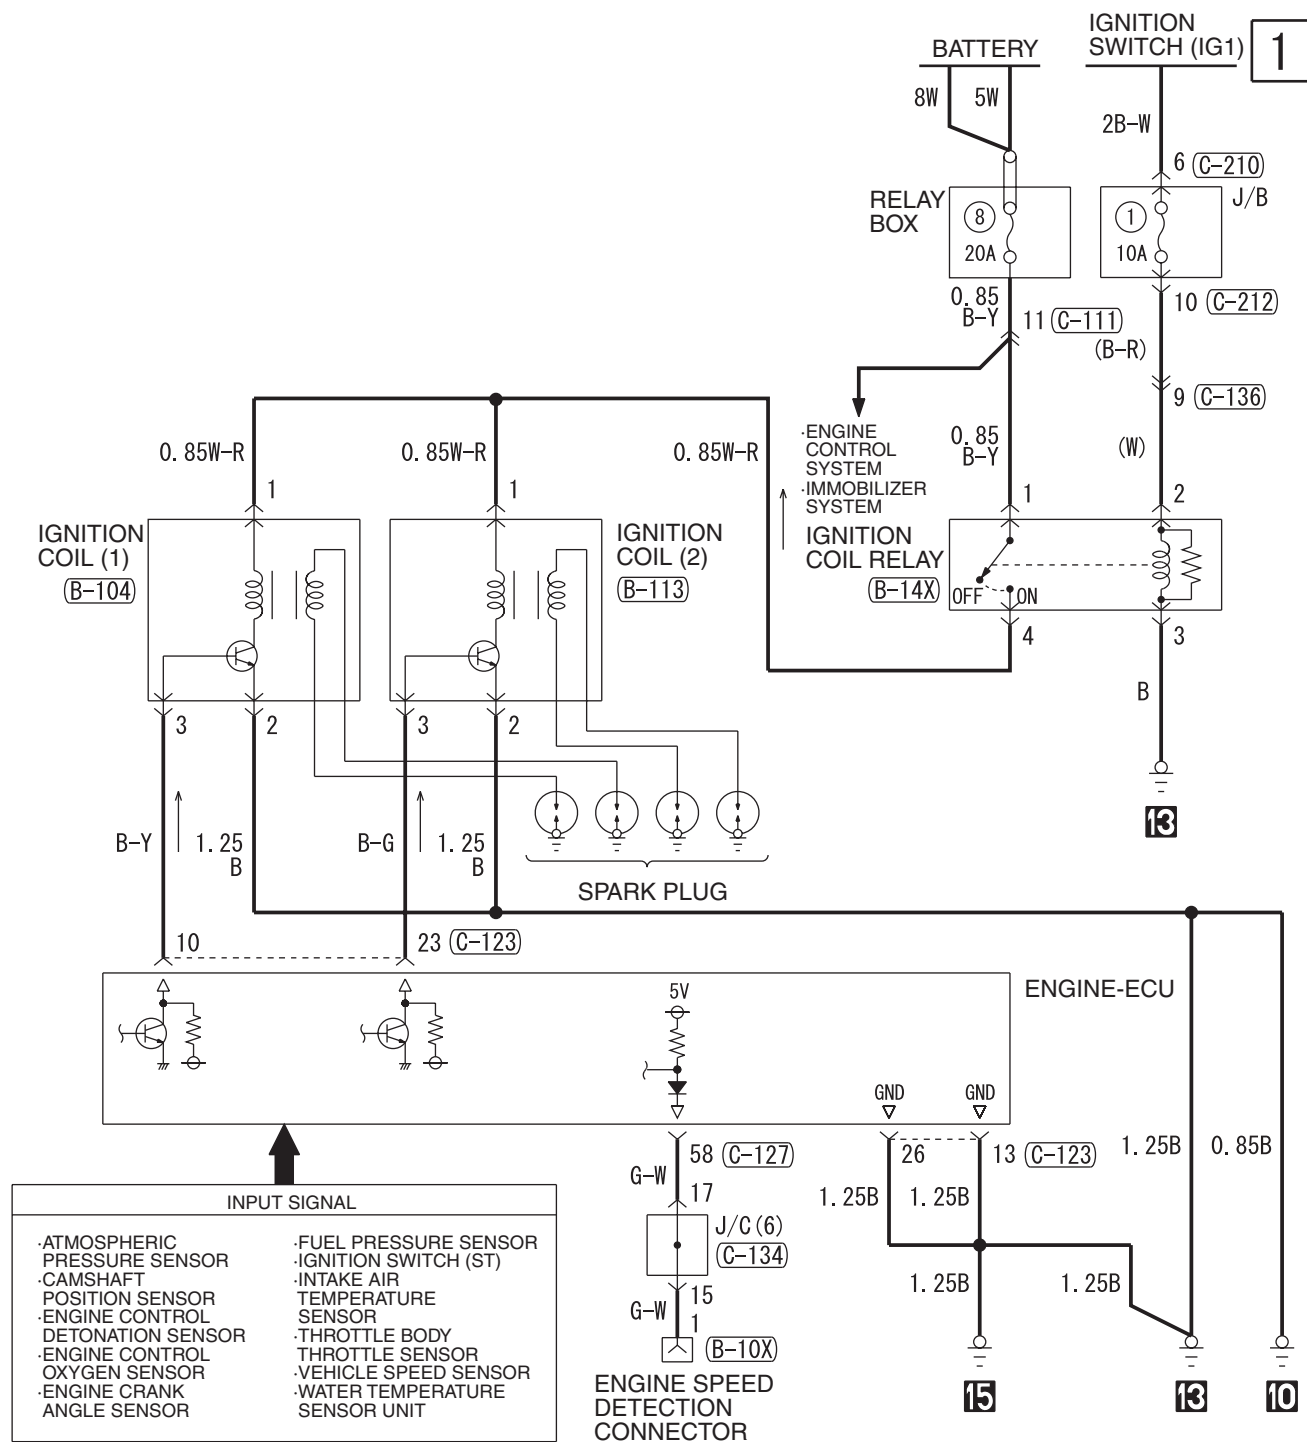 IGNITION
SWITCH (IG1)
1
BATTERY
8W
5W
2B-W
6 C-210
RELAY
BOX
8
20A
1
10A
J/B
0.85
B-Y
11 C-111
10 C-212
(B-R)
9 C-136
·ENGINE
CONTROL
SYSTEM
·IMMOBILIZER
SYSTEM
0.85
B-Y
(W)
0.85W-R
0.85W-R
0.85W-R
1
1
1
2
IGNITION
COIL (1)
B-104
IGNITION
COIL (2)
B-113
IGNITION
COIL RELAY
B-14X
OFF
ON
4
3
3
2
3
2
B
13
B-Y
1.25
B
B-G
1.25
B
SPARK PLUG
10
23 C-123
ENGINE-ECU
5V
GND
GND
58 C-127
26
13 C-123
1.25B
0.85B
G-W
17
1.25B
1.25B
J/C(6)
C-134
15
G-W
1
B-10X
1.25B
1.25B
ENGINE SPEED
DETECTION
CONNECTOR
15
13
10
INPUT SIGNAL
·ATMOSPHERIC
PRESSURE SENSOR
·CAMSHAFT
POSITION SENSOR
·ENGINE CONTROL
DETONATION SENSOR
·ENGINE CONTROL
OXYGEN SENSOR
·ENGINE CRANK
ANGLE SENSOR
·FUEL PRESSURE SENSOR
·IGNITION SWITCH (ST)
·INTAKE AIR
TEMPERATURE
SENSOR
·THROTTLE BODY
THROTTLE SENSOR
·VEHICLE SPEED SENSOR
·WATER TEMPERATURE
SENSOR UNIT